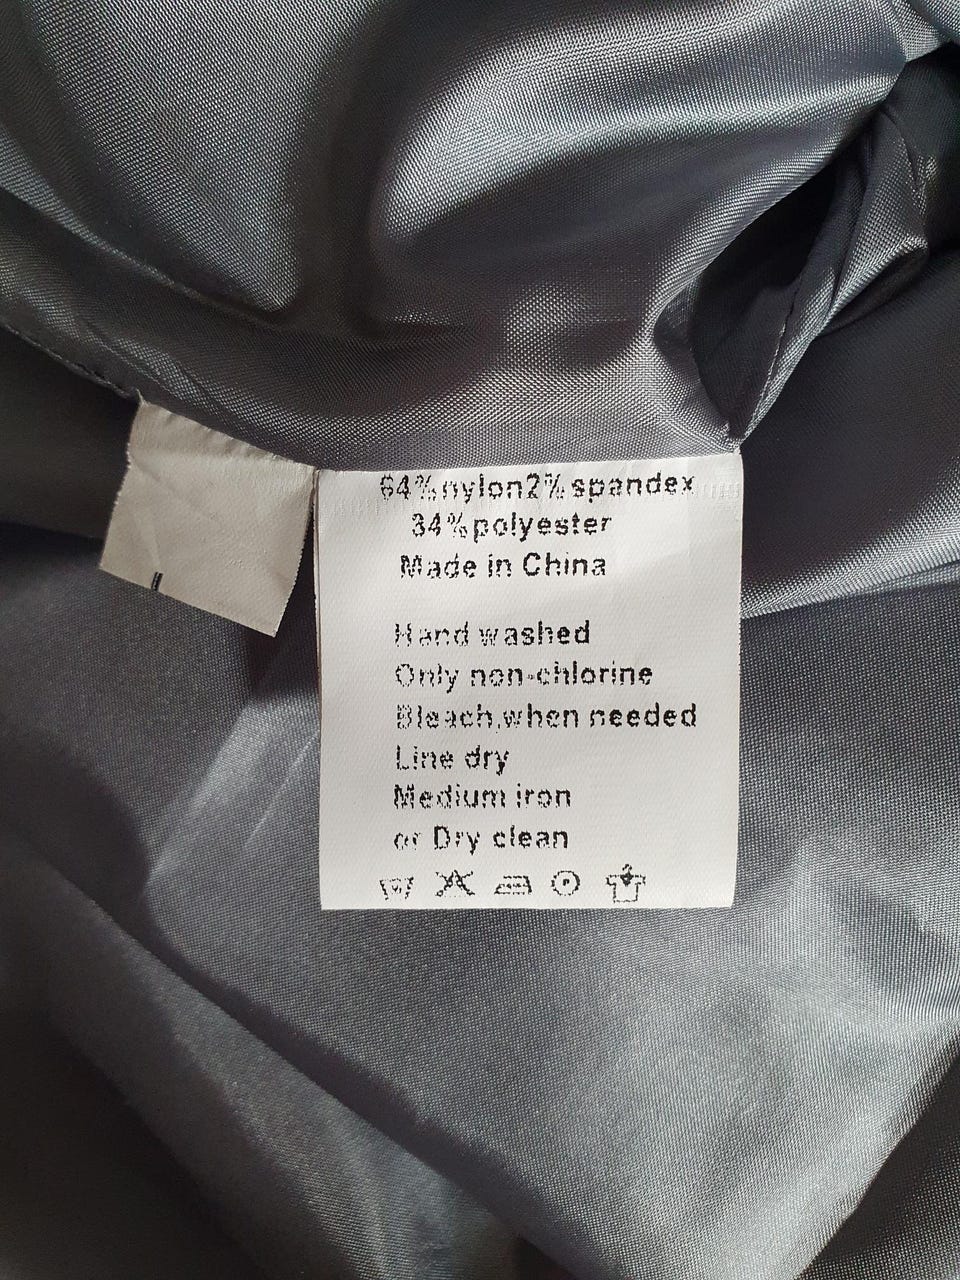 64%nylon2%spandex
34%polyester
Made in China
Hand washed
Only non-chlorine
Bleach,when needed
Line dry
Medium iron
or Dry clean